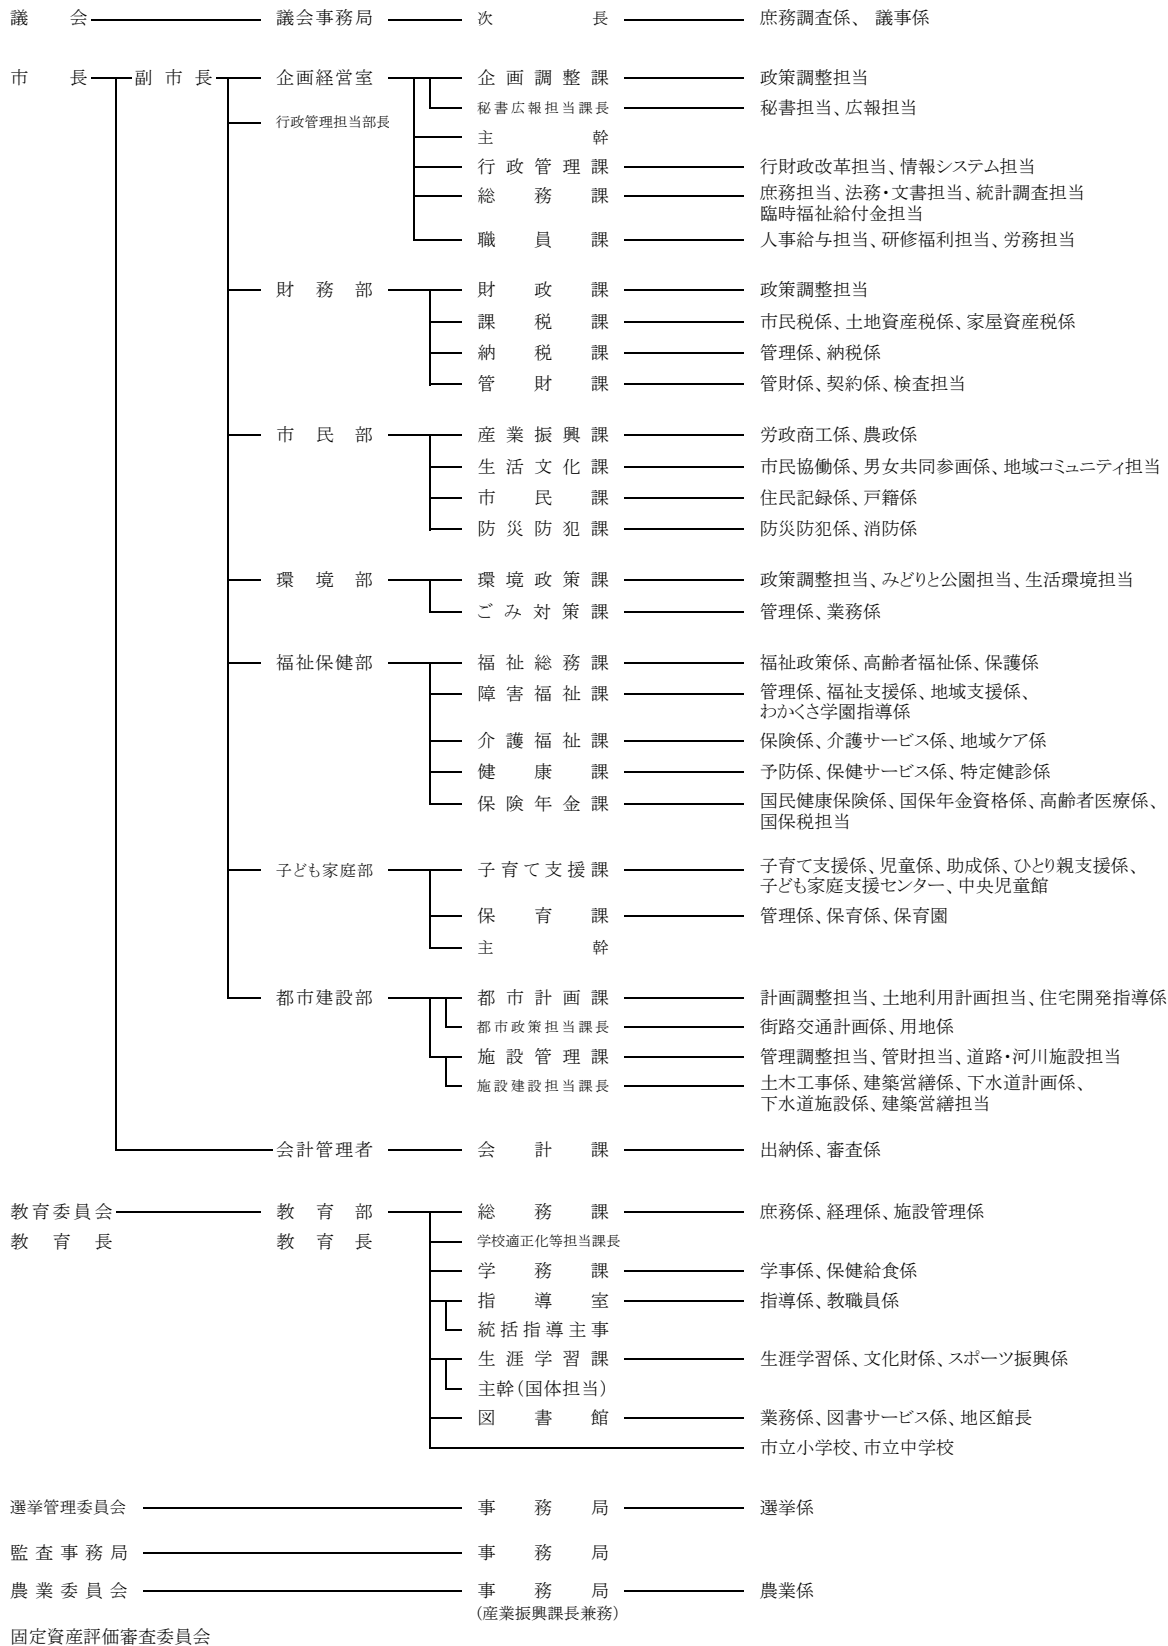 議会 議会事務局 次長 庶務調査係、議事係
市長 副市長 企画経営室 企画調整課 政策調整担当
秘書広報担当課長 秘書担当、広報担当
行政管理担当部長
主幹
行政管理課 行財政改革担当、情報システム担当
総務課 庶務担当、法務・文書担当、統計調査担当
臨時福祉給付金担当
職員課 人事給与担当、研修福利担当、労務担当
財務部 財政課 政策調整担当
課税課 市民税係、土地資産税係、家屋資産税係
納税課 管理係、納税係
管財課 管財係、契約係、検査担当
市民部 産業振興課 労政商工係、農政係
生活文化課 市民協働係、男女共同参画係、地域コミュニティ担当
市民課 住民記録係、戸籍係
防災防犯課 防災防犯係、消防係
環境部 環境政策課 政策調整担当、みどりと公園担当、生活環境担当
ごみ対策課 管理係、業務係
福祉保健部 福祉総務課 福祉政策係、高齢者福祉係、保護係
障害福祉課 管理係、福祉支援係、地域支援係、
わかくさ学園指導係
介護福祉課 保険係、介護サービス係、地域ケア係
健康課 予防係、保健サービス係、特定健診係
保険年金課 国民健康保険係、国保年金資格係、高齢者医療係、
国保税担当
子ども家庭部 子育て支援課 子育て支援係、児童係、助成係、ひとり親支援係、
子ども家庭支援センター、中央児童館
保育課 管理係、保育係、保育園
主幹
都市建設部 都市計画課 計画調整担当、土地利用計画担当、住宅開発指導係
都市政策担当課長 街路交通計画係、用地係
施設管理課 管理調整担当、管財担当、道路・河川施設担当
施設建設担当課長 土木工事係、建築営繕係、下水道計画係、
下水道施設係、建築営繕担当
会計管理者 会計課 出納係、審査係
教育委員会 教育部 総務課 庶務係、経理係、施設管理係
教育長 教育長 学校適正化等担当課長
学務課 学事係、保健給食係
指導室 指導係、教職員係
統括指導主事
生涯学習課 生涯学習係、文化財係、スポーツ振興係
主幹(国体担当)
図書館 業務係、図書サービス係、地区館長
市立小学校、市立中学校
選挙管理委員会 事務局 選挙係
監査事務局 事務局
農業委員会 事務局 農業係
(産業振興課長兼務)
固定資産評価審査委員会